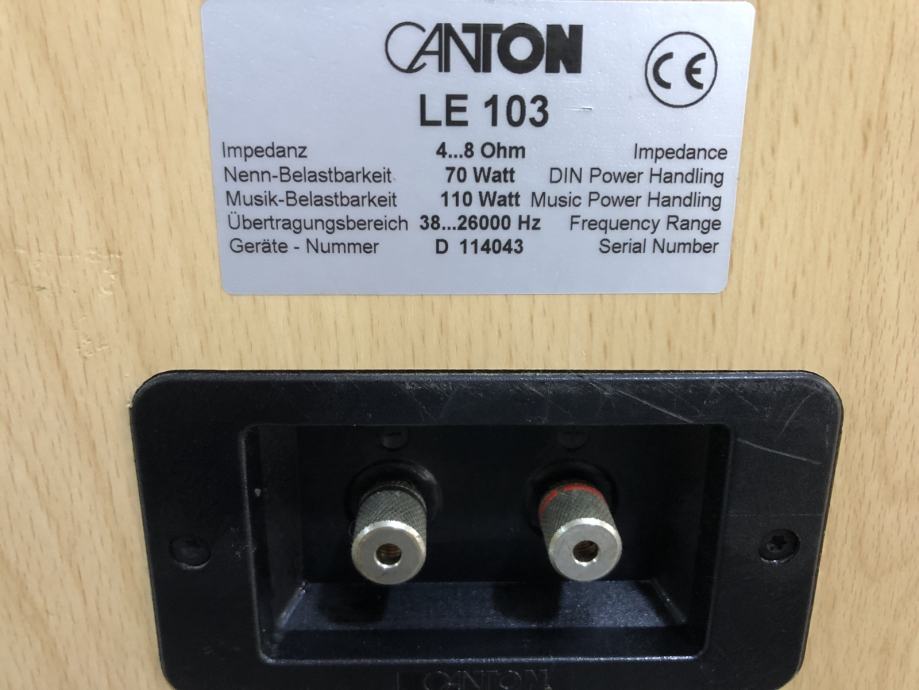 CANTON
CE
LE 103
Impedanz 4...8 Ohm Impedance
Nenn-Belastbarkeit 70 Watt DIN Power Handling
Musik-Belastbarkeit 110 Watt Music Power Handling
Übertragungsbereich 38...26000 Hz Frequency Range
Geräte - Nummer D 114043 Serial Number
CANTON